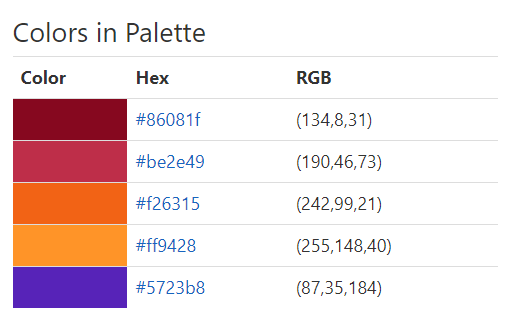 Colors in Palette
Color Hex RGB
#86081f (134,8,31)
#be2e49 (190,46,73)
#f26315 (242,99,21)
#ff9428 (255,148,40)
#5723b8 (87,35,184)